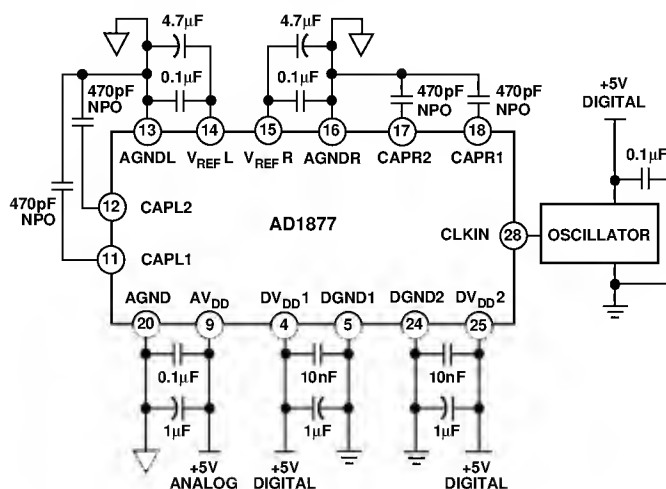 4.7μF
4.7μF
470pF
NPO
0.1μF
0.1μF
470pF
NPO
470pF
NPO
+5V
DIGITAL
13
14
15
16
17
18
AGNDL
VREFL
VREFR
AGNDR
CAPR2
CAPR1
0.1μF
470pF
NPO
12
CAPL2
AD1877
CLKIN
28
OSCILLATOR
11
CAPL1
AGND
AVDD
DVDD1
DGND1
DGND2
DVDD2
20
9
4
5
24
25
0.1μF
10nF
10nF
1μF
1μF
1μF
+5V
ANALOG
+5V
DIGITAL
+5V
DIGITAL